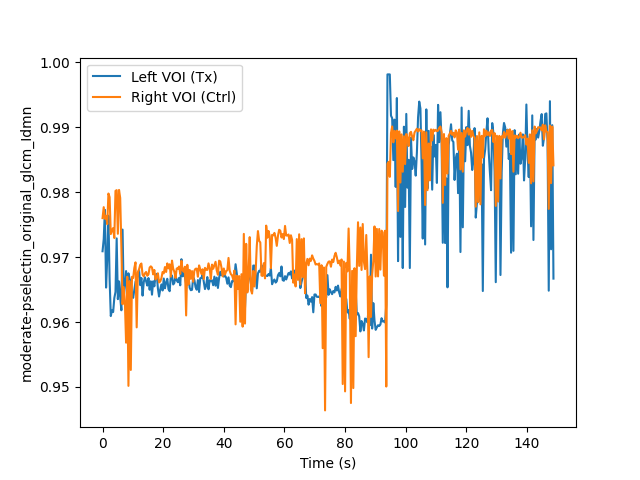 Left VOI (Tx)
Right VOI (Ctrl)
moderate-pselectin_original_glcm_Idmn
1.00
0.99
0.98
0.97
0.96
0.95
0 20 40 60 80 100 120 140
Time (s)